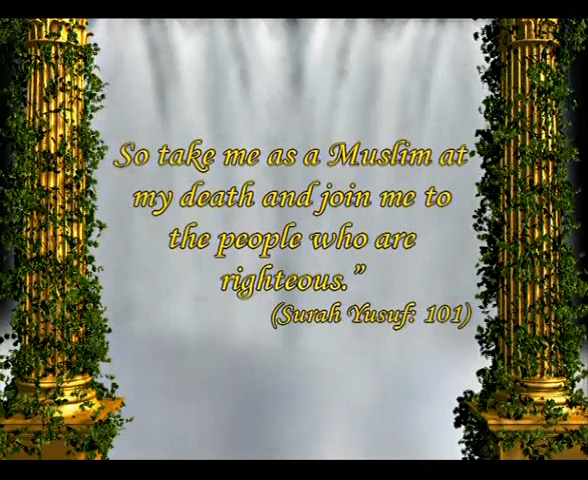 So take me as a Muslim at
my death and join me to
the people who are
righteous.”
(Surah Yusuf: 101)